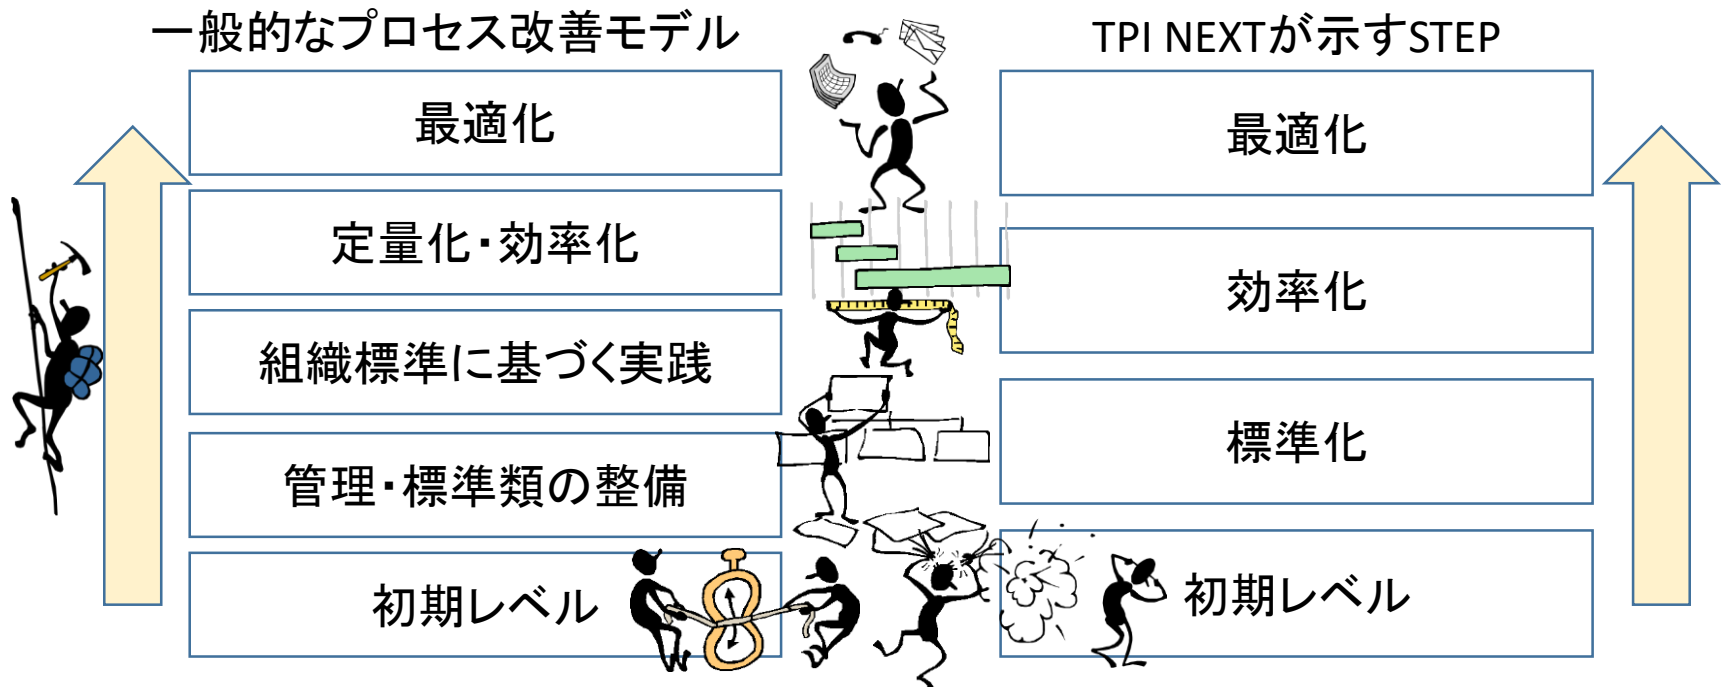 一般的なプロセス改善モデル
最適化
定量化・効率化
組織標準に基づく実践
管理・標準類の整備
初期レベル
TPI NEXTが示すSTEP
最適化
効率化
標準化
初期レベル